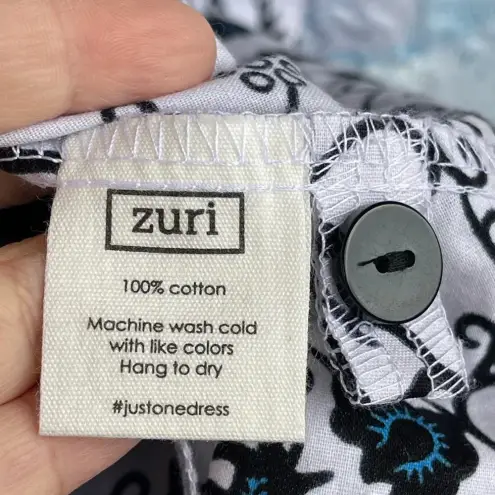 zuri
100% cotton
Machine wash cold
with like colors
Hang to dry
#justonedress